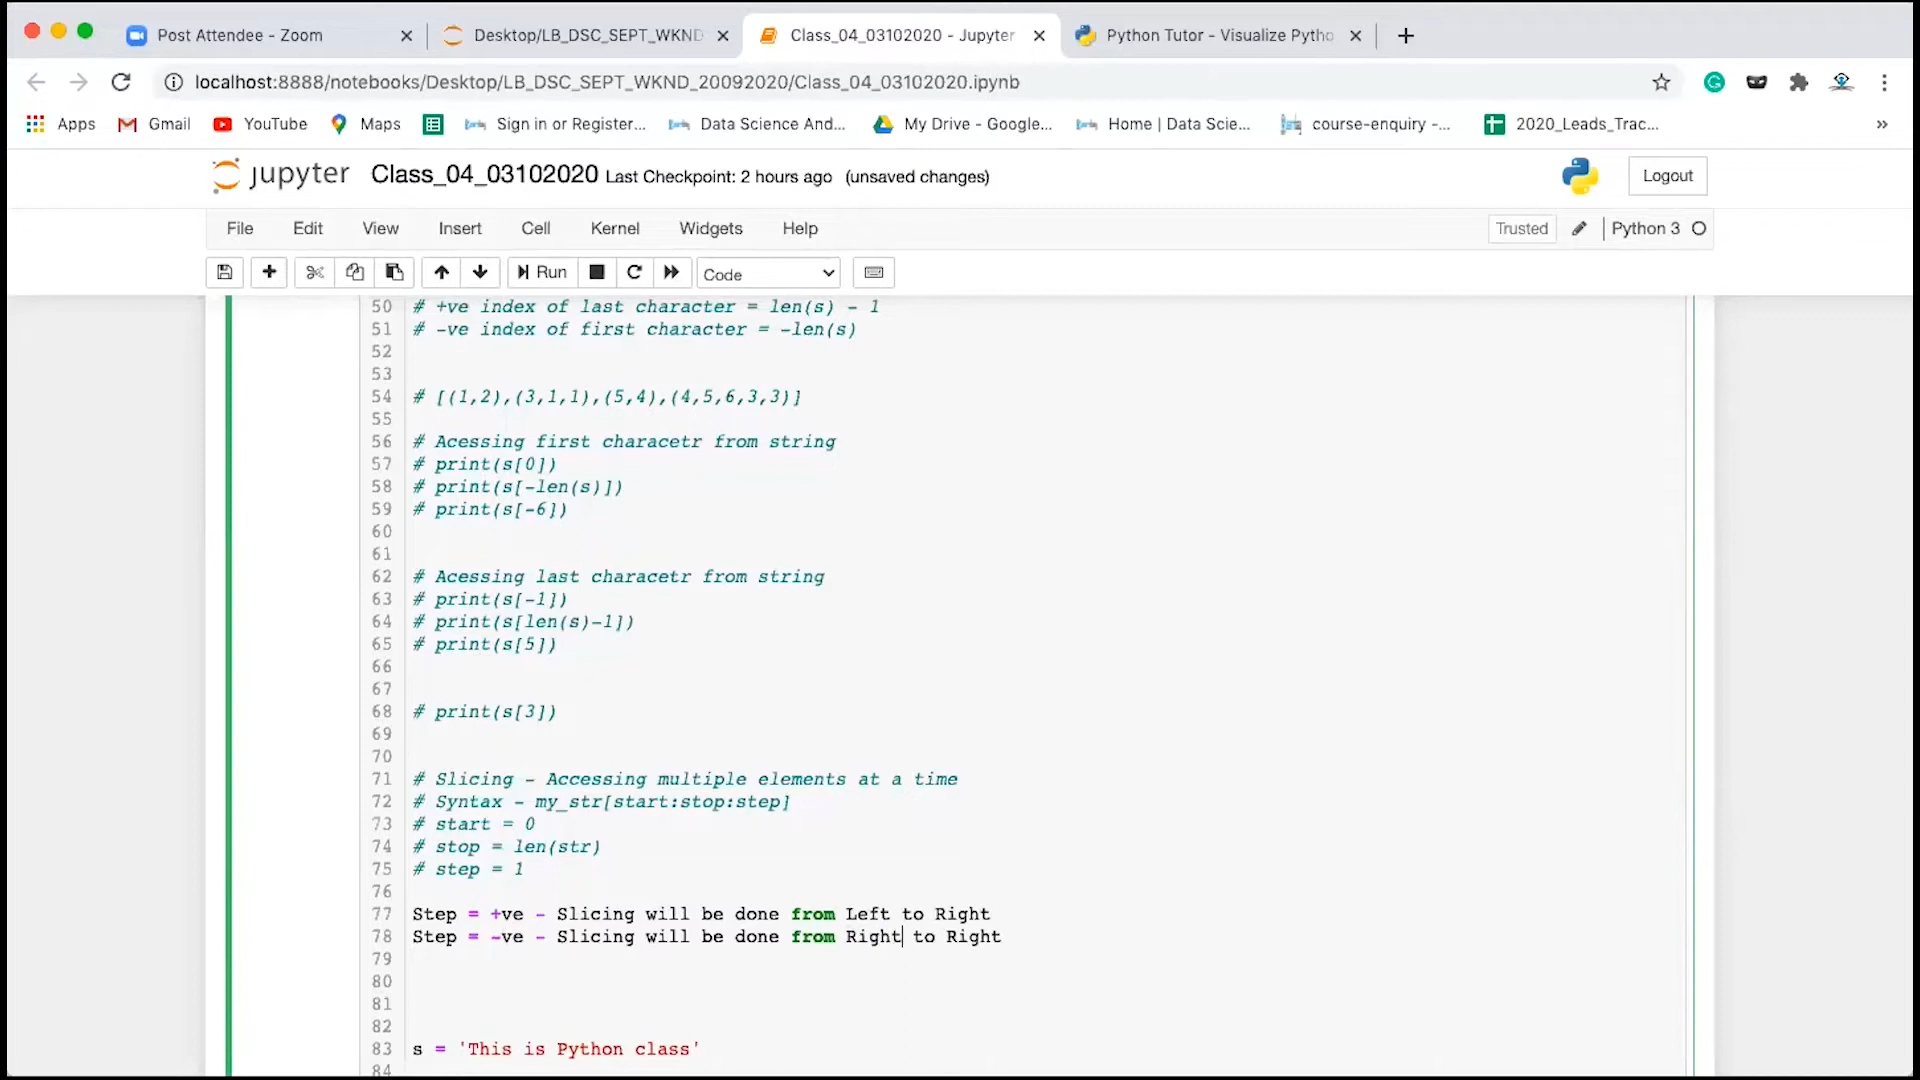 Post Attendee - Zoom
Desktop/LB_DSC_SEPT_WKND
Class_04_03102020 - Jupyter
Python Tutor - Visualize Pytho
localhost:8888/notebooks/Desktop/LB_DSC_SEPT_WKND_20092020/Class_04_03102020.ipynb
Apps
Gmail
YouTube
Maps
Sign in or Register...
Data Science And...
My Drive - Google...
Home | Data Scie...
course-enquiry -...
2020_Leads_Trac...
»
jupyter
Class_04_03102020
Last Checkpoint: 2 hours ago
(unsaved changes)
Logout
File
Edit
View
Insert
Cell
Kernel
Widgets
Help
Trusted
Python 3
Run
Code
50 # +ve index of last character = len(s) - 1
51 # -ve index of first character = -len(s)
52
53
54 # [(1,2),(3,1,1),(5,4),(4,5,6,3,3)]
55
56 # Acessing first characetr from string
57 # print(s[0])
58 # print(s[-len(s)])
59 # print(s[-6])
60
61
62 # Acessing last characetr from string
63 # print(s[-1])
64 # print(s[len(s)-1])
65 # print(s[5])
66
67
68 # print(s[3])
69
70
71 # Slicing - Accessing multiple elements at a time
72 # Syntax - my_str[start:stop:step]
73 # start = 0
74 # stop = len(str)
75 # step = 1
76
77 Step = +ve - Slicing will be done from Left to Right
78 Step = -ve - Slicing will be done from Right to Right
79
80
81
82
83 s = 'This is Python class'
84